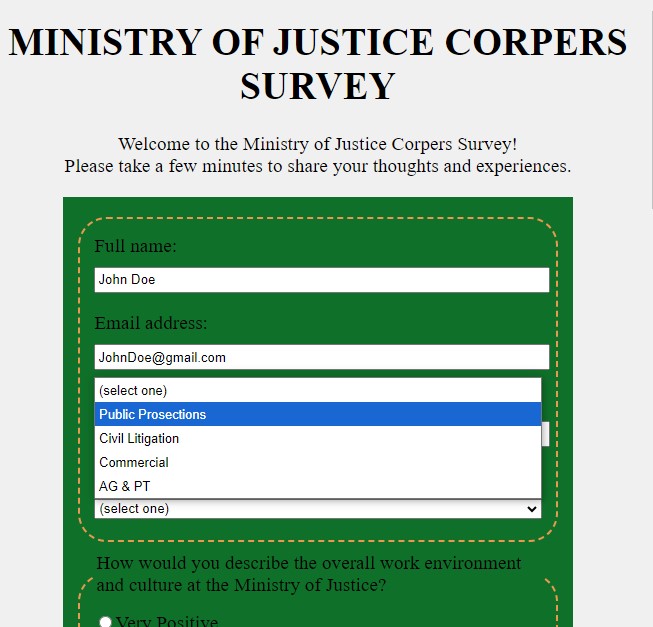 MINISTRY OF JUSTICE CORPERS
SURVEY
Welcome to the Ministry of Justice Corpers Survey!
Please take a few minutes to share your thoughts and experiences.
Full name:
John Doe
Email address:
JohnDoe@gmail.com
(select one)
Public Prosections
Civil Litigation
Commercial
AG & PT
(select one)
How would you describe the overall work environment
and culture at the Ministry of Justice?
Very Positive